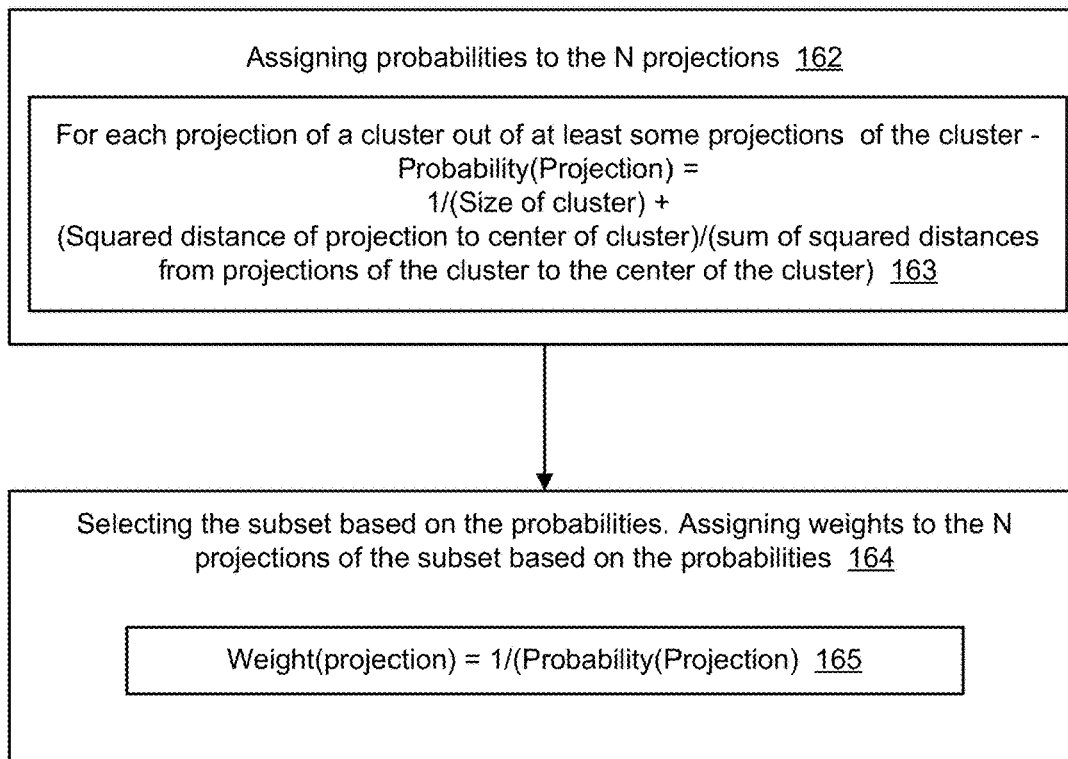 Assigning probabilities to the N projections 162
For each projection of a cluster out of at least some projections of the cluster -
Probability(Projection) =
1/(Size of cluster) +
(Squared distance of projection to center of cluster)/(sum of squared distances
from projections of the cluster to the center of the cluster) 163
Selecting the subset based on the probabilities. Assigning weights to the N
projections of the subset based on the probabilities 164
Weight(projection) = 1/(Probability(Projection) 165